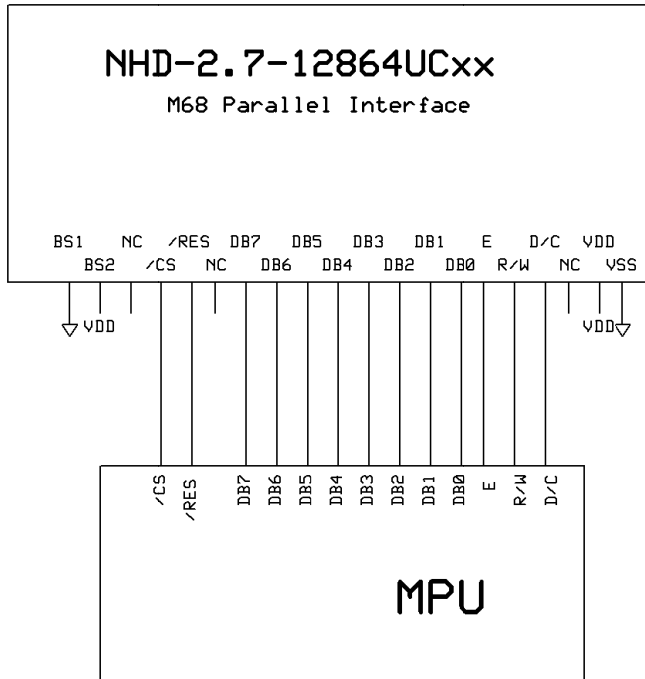 NHD-2.7-12864UCxx
M68 Parallel Interface
BS1 NC /RES DB7 DB5 DB3 DB1 E D/C VDD
BS2 /CS NC DB6 DB4 DB2 DB0 R/W NC VSS
VDD VDD
/CS /RES DB7 DB6 DB5 DB4 DB3 DB2 DB1 DB0 E R/W D/C
MPU